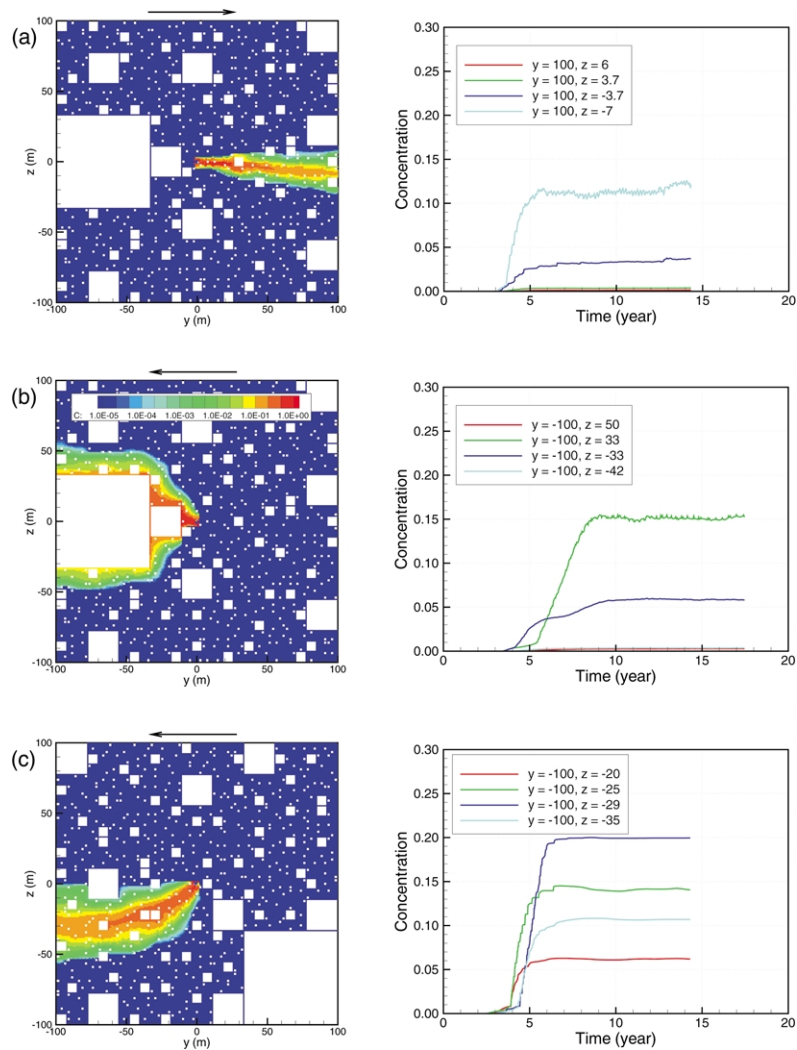 (a)
100
50
0
-50
-100
z (m)
-100 -50 0 50 100
y (m)
0.30
0.25
0.20
0.15
0.10
0.05
0.00
Concentration
y = 100, z = 6
y = 100, z = 3.7
y = 100, z = -3.7
y = 100, z = -7
0 5 10 15 20
Time (year)
(b)
100
50
0
-50
-100
z (m)
C: 1.0E-05 1.0E-04 1.0E-03 1.0E-02 1.0E-01 1.0E+00
-100 -50 0 50 100
y (m)
0.30
0.25
0.20
0.15
0.10
0.05
0.00
Concentration
y = -100, z = 50
y = -100, z = 33
y = -100, z = -33
y = -100, z = -42
0 5 10 15 20
Time (year)
(c)
100
50
0
-50
-100
z (m)
-100 -50 0 50 100
y (m)
0.30
0.25
0.20
0.15
0.10
0.05
0.00
Concentration
y = -100, z = -20
y = -100, z = -25
y = -100, z = -29
y = -100, z = -35
0 5 10 15 20
Time (year)